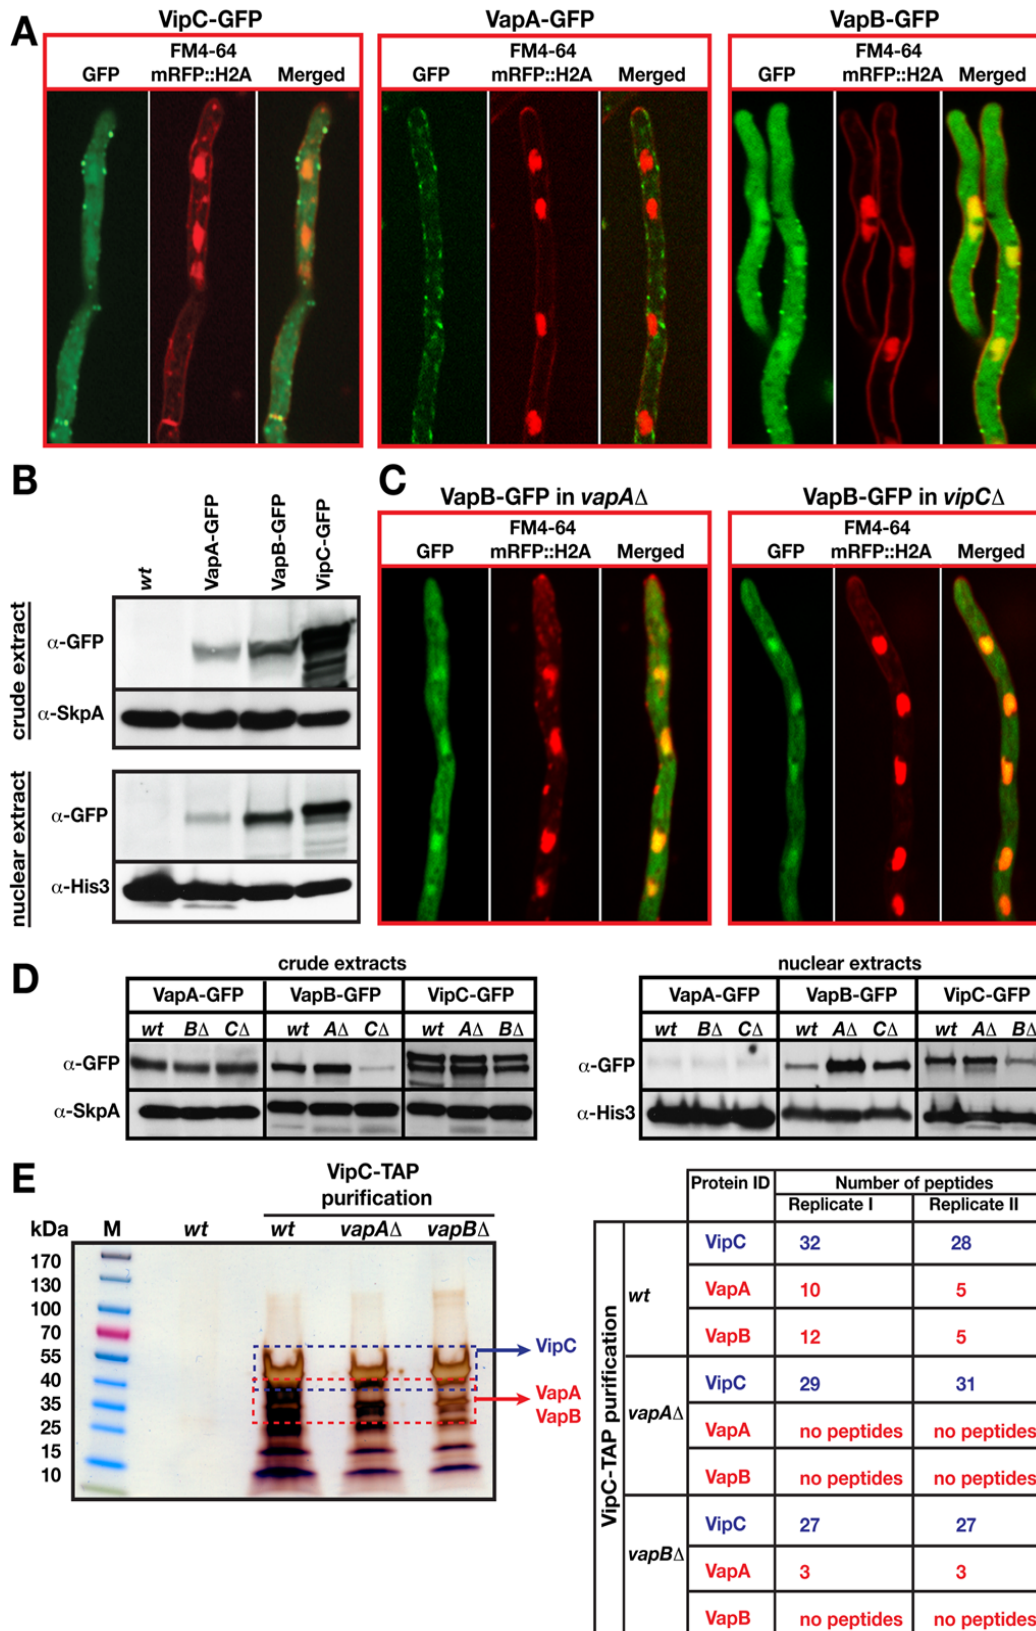 A
VipC-GFP
VapA-GFP
VapB-GFP
FM4-64
GFP mRFP::H2A Merged
FM4-64
GFP mRFP::H2A Merged
FM4-64
GFP mRFP::H2A Merged
B
wt
VapA-GFP
VapB-GFP
VipC-GFP
crude extract
α-GFP
α-SkpA
nuclear extract
α-GFP
α-His3
C
VapB-GFP in vapAΔ
VapB-GFP in vipCΔ
FM4-64
GFP mRFP::H2A Merged
FM4-64
GFP mRFP::H2A Merged
D
crude extracts
VapA-GFP VapB-GFP VipC-GFP
wt BΔ CΔ wt AΔ CΔ wt AΔ BΔ
α-GFP
α-SkpA
nuclear extracts
VapA-GFP VapB-GFP VipC-GFP
wt BΔ CΔ wt AΔ CΔ wt AΔ BΔ
α-GFP
α-His3
E
VipC-TAP
purification
kDa M wt wt vapAΔ vapBΔ
170
130
100
70
55
40
35
25
15
10
VipC
VapA
VapB
Protein ID Number of peptides
Replicate I Replicate II
VipC-TAP purification
wt
VipC 32 28
VapA 10 5
VapB 12 5
vapAΔ
VipC 29 31
VapA no peptides no peptides
VapB no peptides no peptides
vapBΔ
VipC 27 27
VapA 3 3
VapB no peptides no peptides